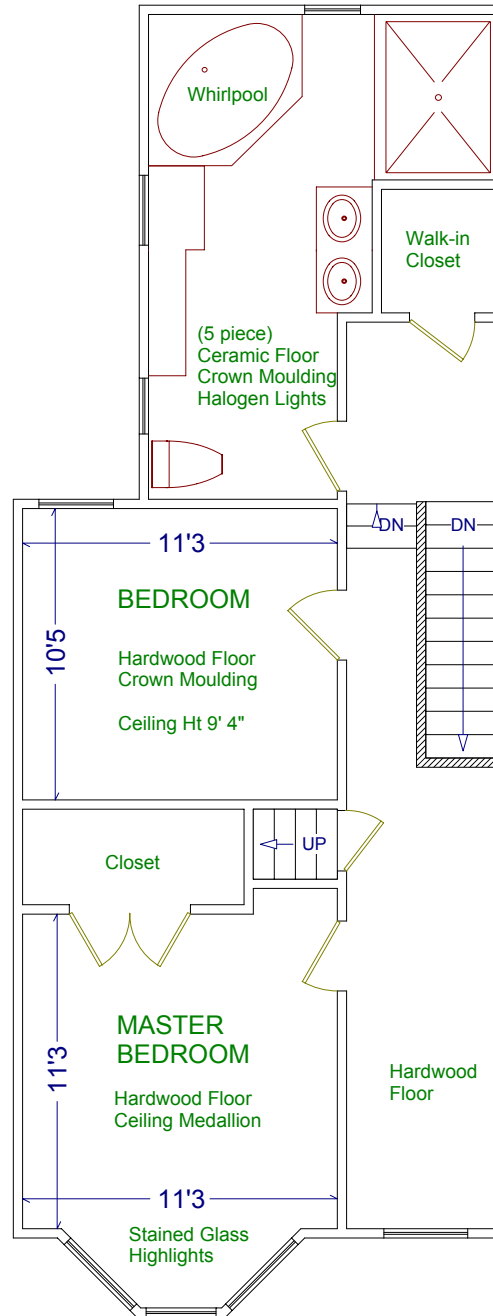 Whirlpool
Walk-in
Closet
(5 piece)
Ceramic Floor
Crown Moulding
Halogen Lights
DN
DN
11'3
BEDROOM
10'5
Hardwood Floor
Crown Moulding
Ceiling Ht 9' 4"
UP
Closet
MASTER
BEDROOM
11'3
Hardwood Floor
Ceiling Medallion
Hardwood
Floor
11'3
Stained Glass
Highlights